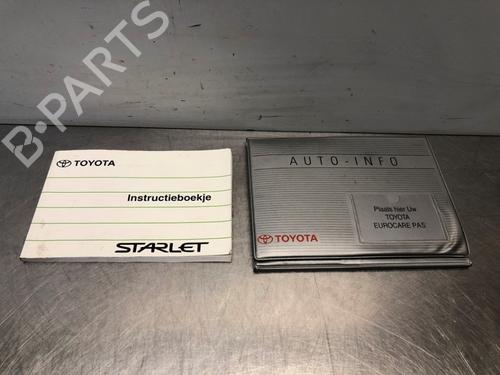 B-PARTS
TOYOTA
Instructieboekje
STARLET
AUTO-INFO
Plaats hier Uw
TOYOTA
EUROCARE PAS
TOYOTA